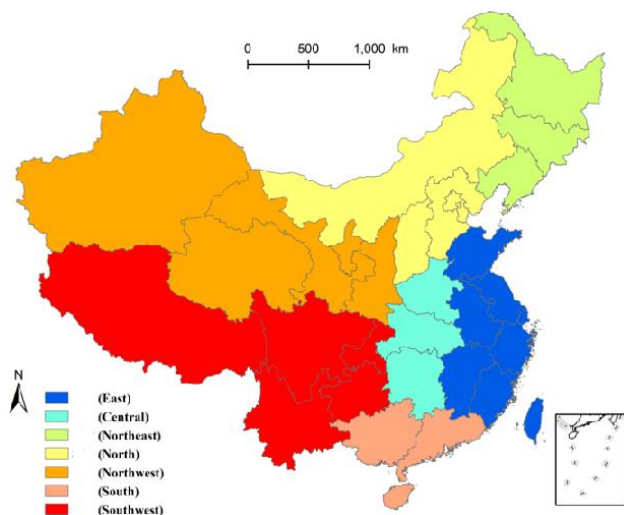 0 500 1,000 km
N
(East)
(Central)
(Northeast)
(North)
(Northwest)
(South)
(Southwest)